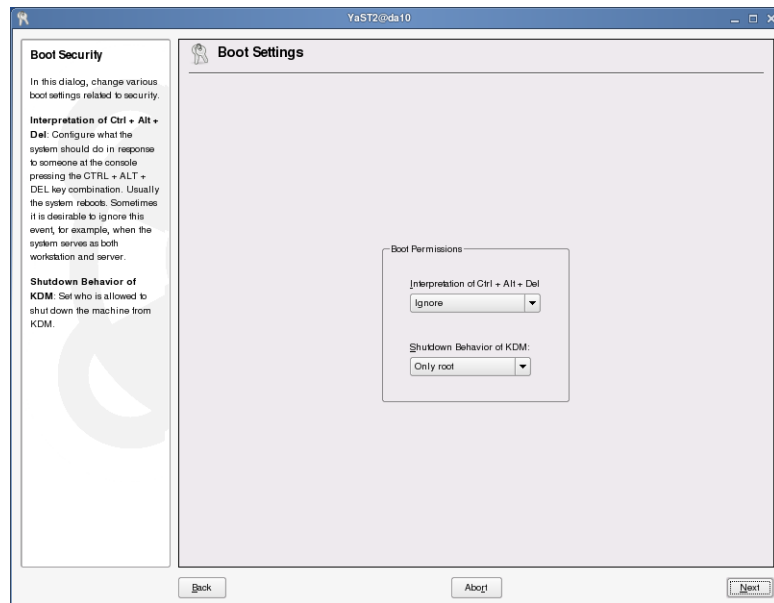 YaST2@da10
Boot Security
In this dialog, change various
boot settings related to security.
Interpretation of Ctrl + Alt +
Del: Configure what the
system should do in response
to someone at the console
pressing the CTRL + ALT +
DEL key combination. Usually
the system reboots. Sometimes
it is desirable to ignore this
event, for example, when the
system serves as both
workstation and server.
Shutdown Behavior of
KDM: Set who is allowed to
shut down the machine from
KDM.
Boot Settings
Boot Permissions
Interpretation of Ctrl + Alt + Del
Ignore
Shutdown Behavior of KDM:
Only root
Back
Abort
Next